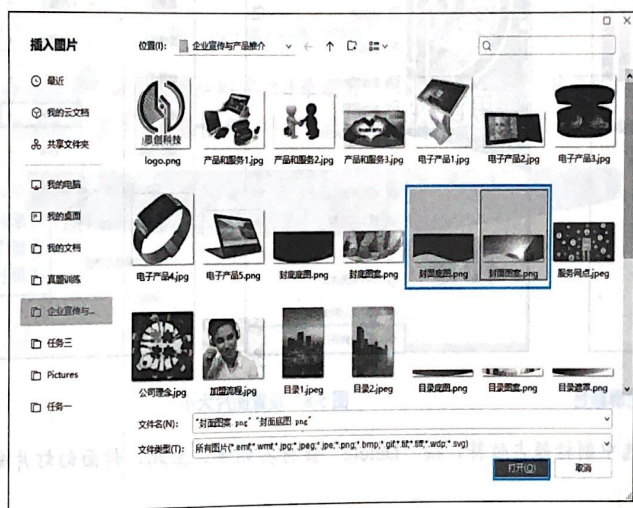 插入图片
位置(I): 企业宣传与产品推介
最近
我的云文档
共享文件夹
我的电脑
我的桌面
我的文档
真题训练
企业宣传与...
任务三
Pictures
任务一
思创科技
logo.png 产品和服务1.jpg 产品和服务2.jpg 产品和服务3.jpg 电子产品1.jpg 电子产品2.jpg 电子产品3.jpg
电子产品4.jpg 电子产品5.png 封底底图.png 封底图案.png 封面底图.png 封面图案.png 服务网点.jpeg
公司理念.jpg 加盟流程.jpg 目录1.jpeg 目录2.jpeg 目录底图.png 目录图案.png 目录遮罩.png
文件名(N): "封面图案.png" "封面底图.png"
文件类型(T): 所有图片(*.emf;*.wmf;*.jpg;*.jpeg;*.jpe;*.png;*.bmp;*.gif;*.tif;*.tiff;*.wdp;*.svg)
打开(O) 取消